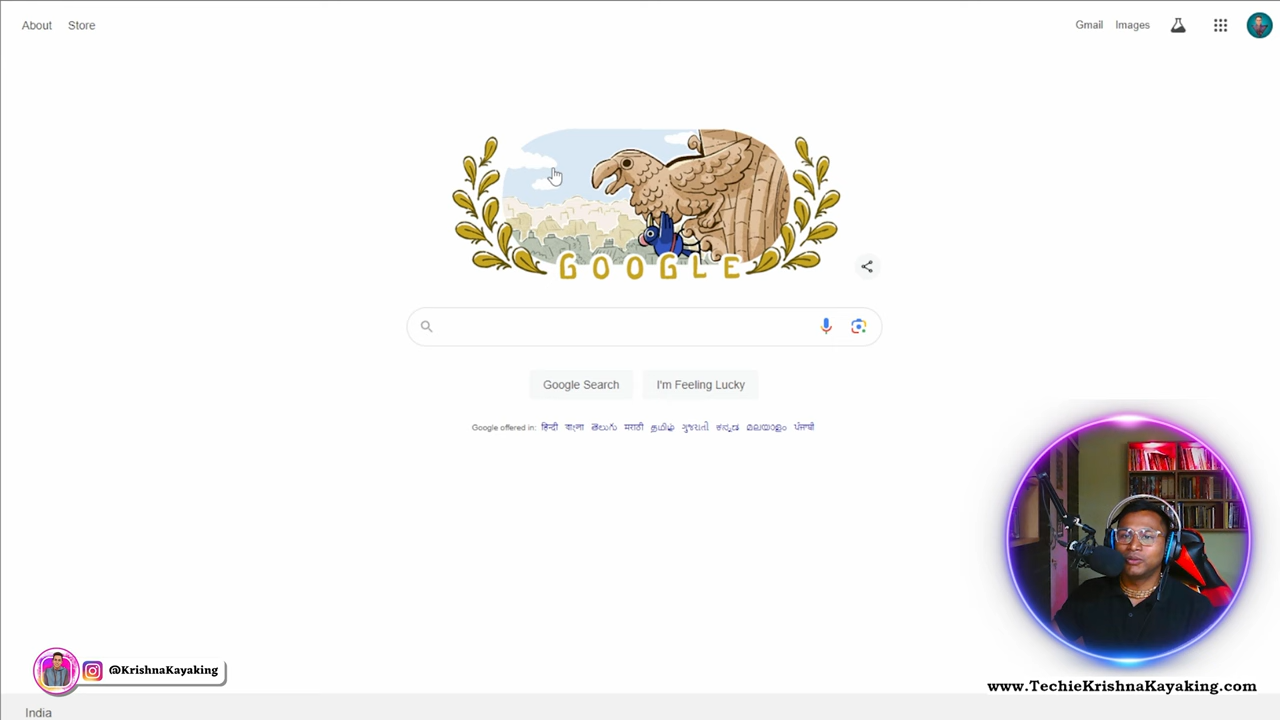 About Store
Gmail Images
GOOGLE
Google Search I'm Feeling Lucky
Google offered in: हिन्दी বাংলা తెలుగు मराठी தமிழ் ગુજરાતી ಕನ್ನಡ മലയാളം ਪੰਜਾਬੀ
@KrishnaKayaking
www.TechieKrishnaKayaking.com
India